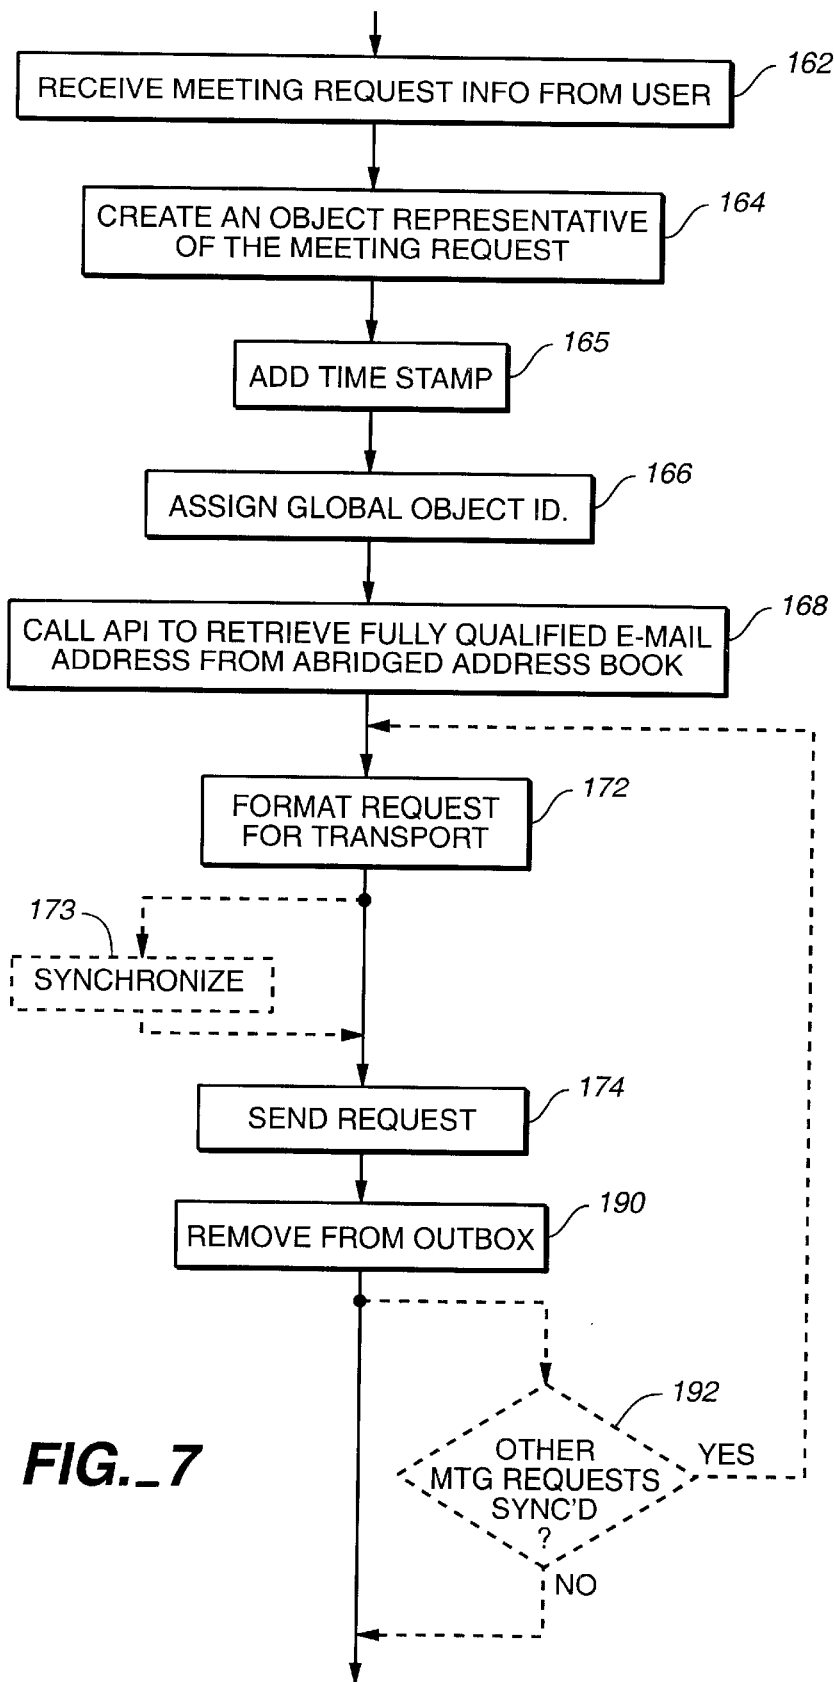 RECEIVE MEETING REQUEST INFO FROM USER
162
CREATE AN OBJECT REPRESENTATIVE
OF THE MEETING REQUEST
164
ADD TIME STAMP
165
ASSIGN GLOBAL OBJECT ID.
166
CALL API TO RETRIEVE FULLY QUALIFIED E-MAIL
ADDRESS FROM ABRIDGED ADDRESS BOOK
168
FORMAT REQUEST
FOR TRANSPORT
172
173
SYNCHRONIZE
SEND REQUEST
174
REMOVE FROM OUTBOX
190
192
OTHER
MTG REQUESTS
SYNC'D
?
YES
NO
FIG._7